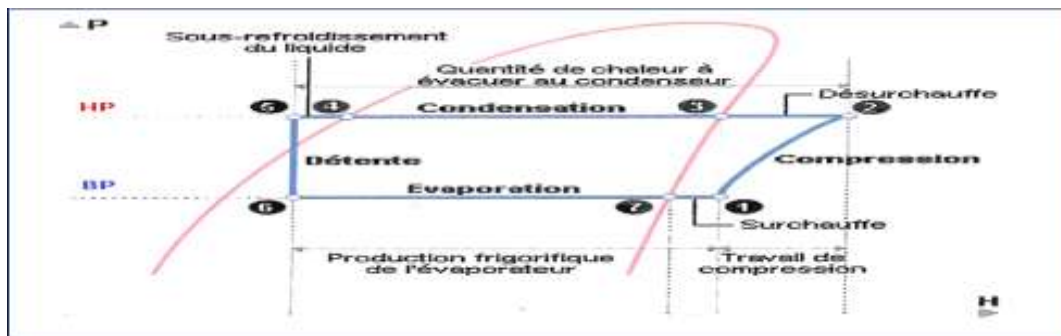 P
Sous-refroidissement
du liquide
Quantité de chaleur à
évacuer au condenseur
HP
5
4
Condensation
3
Désurchauffe
2
Détente
Compression
BP
Evaporation
6
7
1
Surchauffe
Production frigorifique
de l'évaporateur
Travail de
compression
H